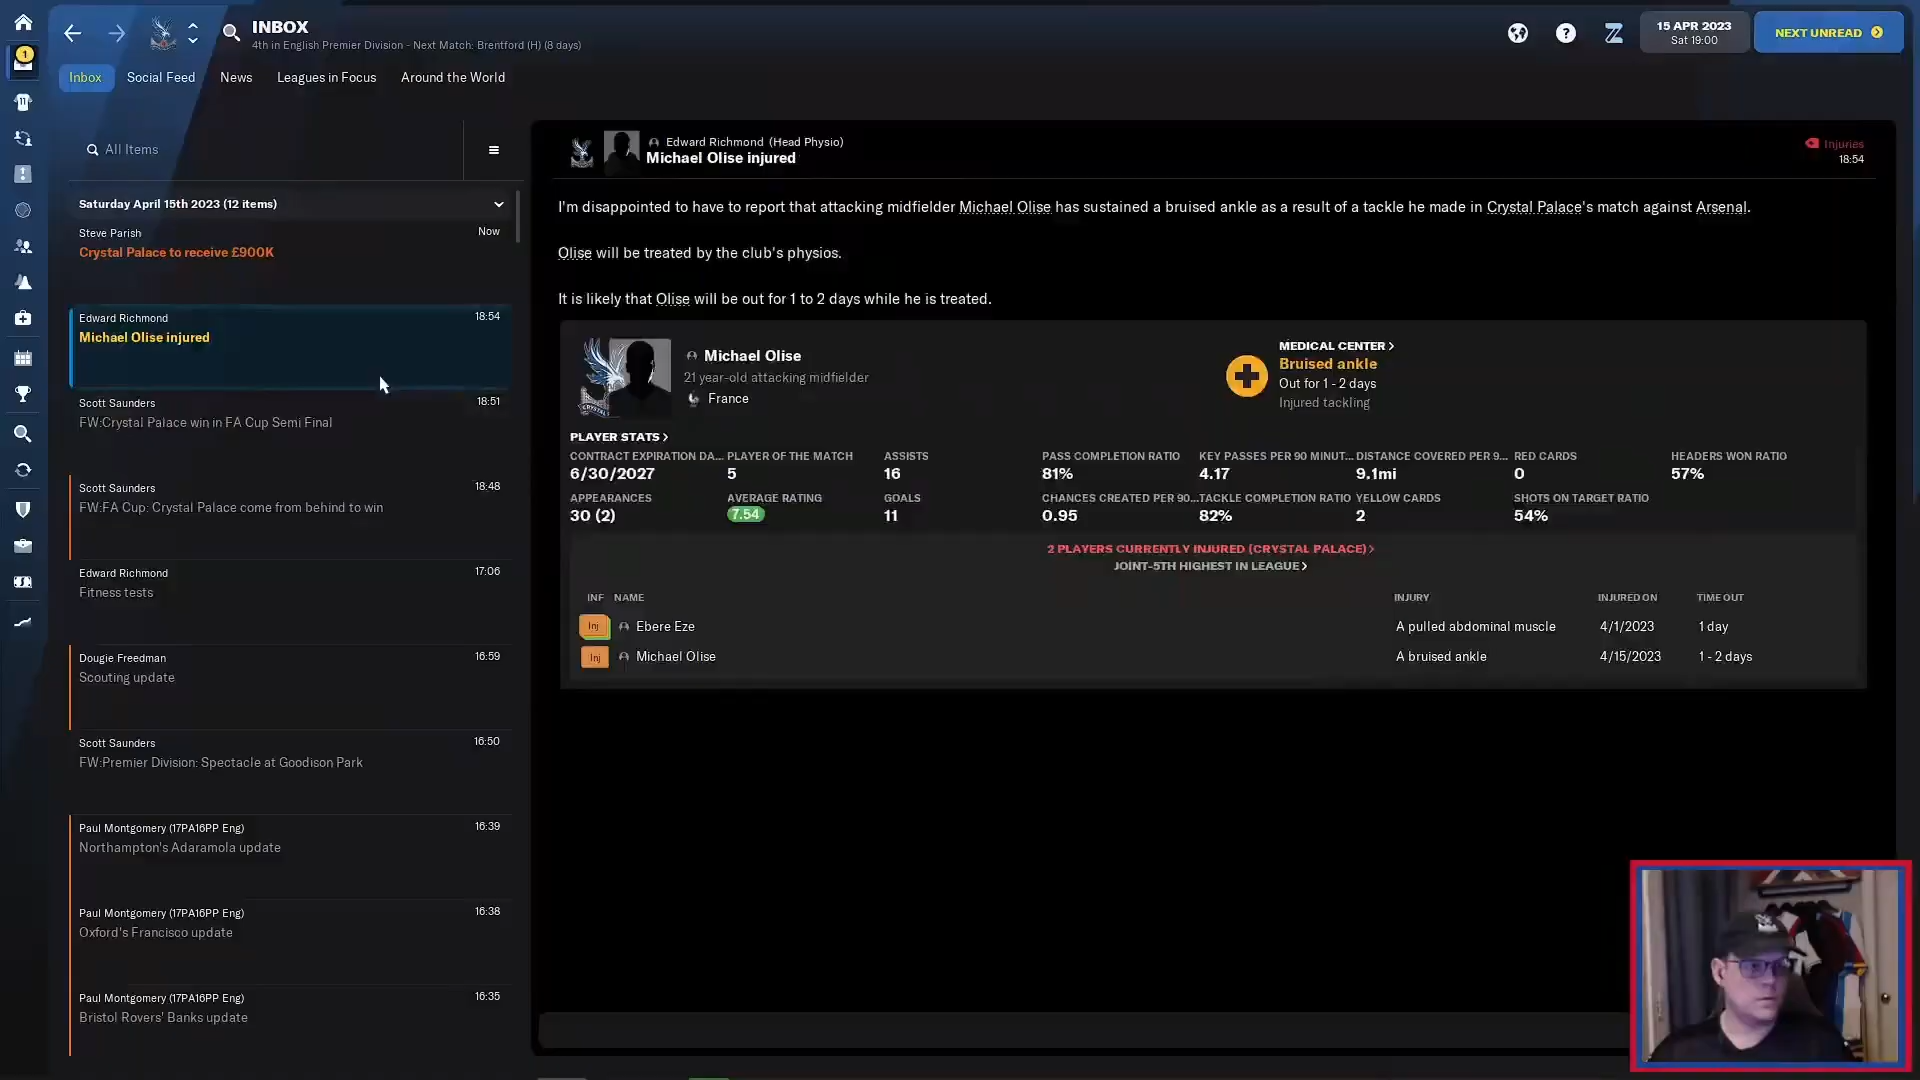 INBOX
4th in English Premier Division - Next Match: Brentford (H) (8 days)
15 APR 2023
Sat 19:00
NEXT UNREAD
1
Inbox
Social Feed
News
Leagues in Focus
Around the World
All Items
Saturday April 15th 2023 (12 items)
Steve Parish
Now
Crystal Palace to receive £900K
Edward Richmond
18:54
Michael Olise injured
Scott Saunders
18:51
FW:Crystal Palace win in FA Cup Semi Final
Scott Saunders
18:48
FW:FA Cup: Crystal Palace come from behind to win
Edward Richmond
17:06
Fitness tests
Dougie Freedman
16:59
Scouting update
Scott Saunders
16:50
FW:Premier Division: Spectacle at Goodison Park
Paul Montgomery (17PA16PP Eng)
16:39
Northampton's Adaramola update
Paul Montgomery (17PA16PP Eng)
16:38
Oxford's Francisco update
Paul Montgomery (17PA16PP Eng)
16:35
Bristol Rovers' Banks update
Edward Richmond (Head Physio)
Michael Olise injured
Injuries
18:54
I'm disappointed to have to report that attacking midfielder Michael Olise has sustained a bruised ankle as a result of a tackle he made in Crystal Palace's match against Arsenal.
Olise will be treated by the club's physios.
It is likely that Olise will be out for 1 to 2 days while he is treated.
Michael Olise
21 year-old attacking midfielder
France
MEDICAL CENTER >
Bruised ankle
Out for 1 - 2 days
Injured tackling
PLAYER STATS >
CONTRACT EXPIRATION DA... PLAYER OF THE MATCH ASSISTS PASS COMPLETION RATIO KEY PASSES PER 90 MINUT... DISTANCE COVERED PER 9... RED CARDS HEADERS WON RATIO
6/30/2027 5 16 81% 4.17 9.1mi 0 57%
APPEARANCES AVERAGE RATING GOALS CHANCES CREATED PER 90... TACKLE COMPLETION RATIO YELLOW CARDS SHOTS ON TARGET RATIO
30 (2) 7.54 11 0.95 82% 2 54%
2 PLAYERS CURRENTLY INJURED (CRYSTAL PALACE) >
JOINT-5TH HIGHEST IN LEAGUE >
INF NAME INJURY INJURED ON TIME OUT
Inj Ebere Eze A pulled abdominal muscle 4/1/2023 1 day
Inj Michael Olise A bruised ankle 4/15/2023 1 - 2 days